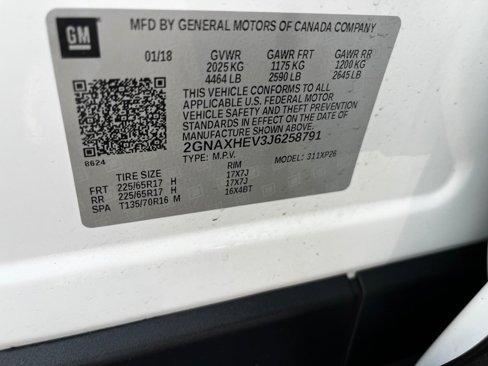 GM
MFD BY GENERAL MOTORS OF CANADA COMPANY
01/18 GVWR GAWR FRT GAWR RR
2025 KG 1175 KG 1200 KG
4464 LB 2590 LB 2645 LB
THIS VEHICLE CONFORMS TO ALL
APPLICABLE U.S. FEDERAL MOTOR
VEHICLE SAFETY AND THEFT PREVENTION
STANDARDS IN EFFECT ON THE DATE OF
MANUFACTURE SHOWN ABOVE.
2GNAXHEV3J6258791
TYPE: M.P.V. MODEL: 311XP26
8624
TIRE SIZE RIM
FRT 225/65R17 H 17X7J
RR 225/65R17 H 17X7J
SPA T135/70R16 M 16X4BT